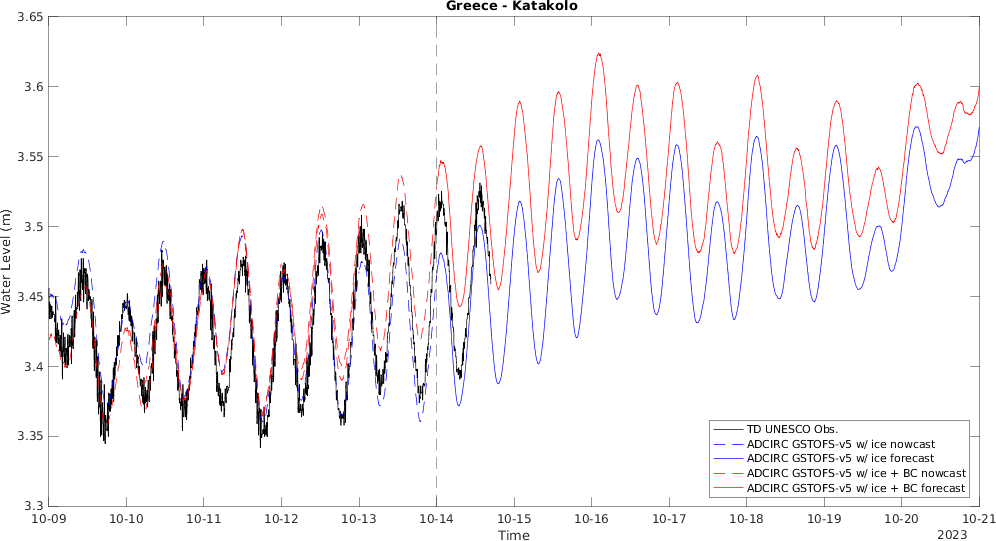 Greece - Katakolo
3.65
3.6
3.55
3.5
3.45
3.4
3.35
3.3
Water Level (m)
TD UNESCO Obs.
ADCIRC GSTOFS-v5 w/ ice nowcast
ADCIRC GSTOFS-v5 w/ ice forecast
ADCIRC GSTOFS-v5 w/ ice + BC nowcast
ADCIRC GSTOFS-v5 w/ ice + BC forecast
10-09 10-10 10-11 10-12 10-13 10-14 10-15 10-16 10-17 10-18 10-19 10-20 10-21
Time
2023